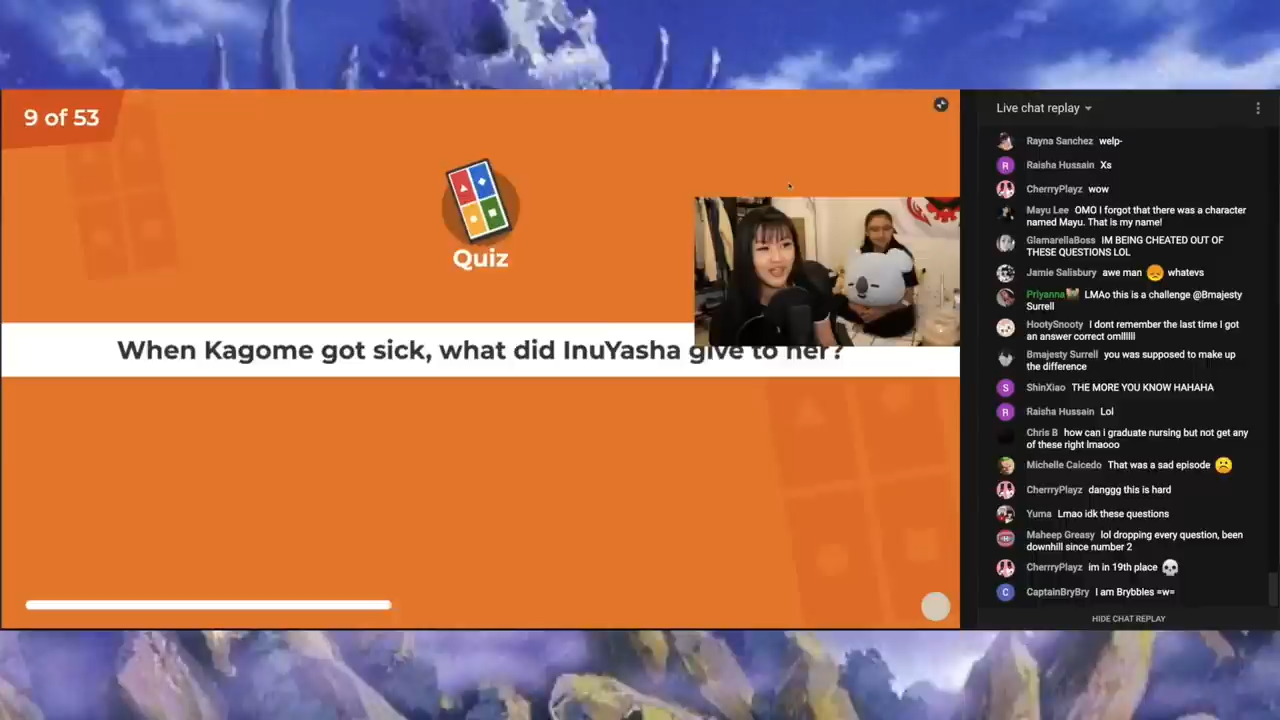 9 of 53
Quiz
When Kagome got sick, what did InuYasha give to her?
Live chat replay
Rayna Sanchez welp-
R
Raisha Hussain Xs
CherrryPlayz wow
Mayu Lee OMO I forgot that there was a character
named Mayu. That is my name!
GlamarellaBoss IM BEING CHEATED OUT OF
THESE QUESTIONS LOL
Jamie Salisbury awe man 😞 whatevs
Priyanna LMAo this is a challenge @Bmajesty
Surrell
HootySnooty I dont remember the last time I got
an answer correct omllllll
Bmajesty Surrell you was supposed to make up
the difference
S
ShinXiao THE MORE YOU KNOW HAHAHA
R
Raisha Hussain Lol
Chris B how can i graduate nursing but not get any
of these right lmaooo
Michelle Caicedo That was a sad episode ☹️
CherrryPlayz danggg this is hard
Yuma Lmao idk these questions
Maheep Greasy lol dropping every question, been
downhill since number 2
CherrryPlayz im in 19th place 💀
C
CaptainBryBry I am Brybbles =w=
HIDE CHAT REPLAY